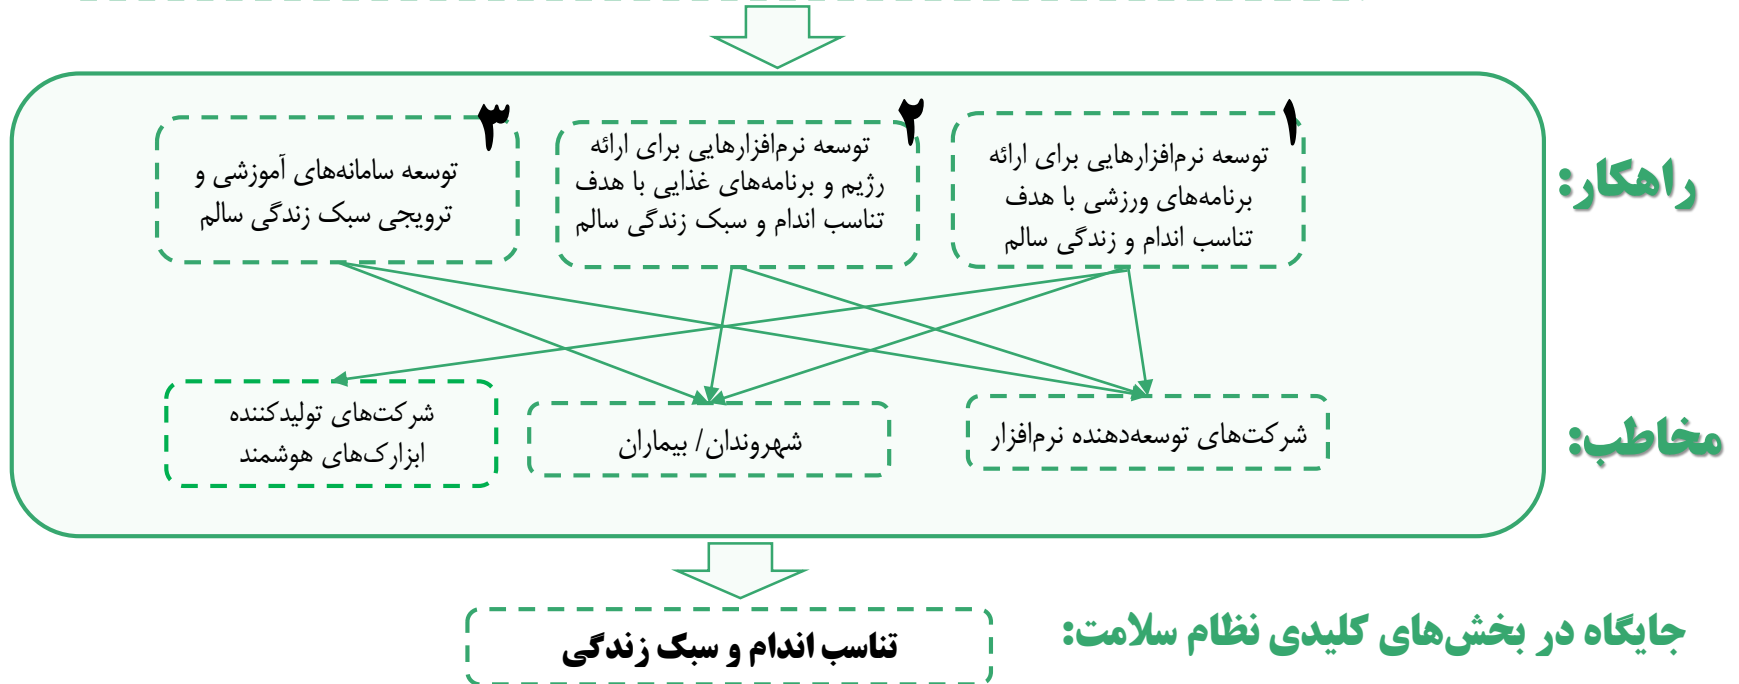 راهکار:
۱
توسعه نرم‌افزارهایی برای ارائه
برنامه‌های ورزشی با هدف
تناسب اندام و زندگی سالم
۲
توسعه نرم‌افزارهایی برای ارائه
رژیم و برنامه‌های غذایی با هدف
تناسب اندام و سبک زندگی سالم
۳
توسعه سامانه‌های آموزشی و
ترویجی سبک زندگی سالم
مخاطب:
شرکت‌های توسعه‌دهنده نرم‌افزار
شهروندان/ بیماران
شرکت‌های تولیدکننده
ابزارک‌های هوشمند
جایگاه در بخش‌های کلیدی نظام سلامت:
تناسب اندام و سبک زندگی